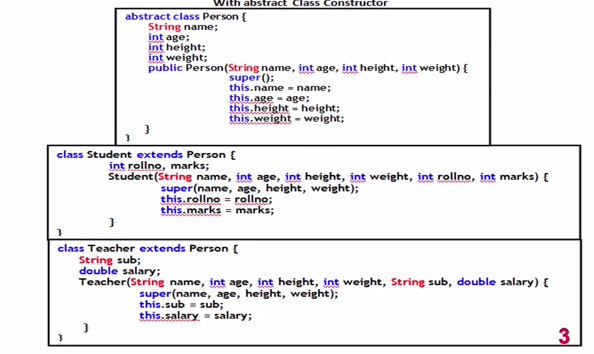 With abstract Class Constructor
abstract class Person {
String name;
int age;
int height;
int weight;
public Person(String name, int age, int height, int weight) {
super();
this.name = name;
this.age = age;
this.height = height;
this.weight = weight;
}
}
class Student extends Person {
int rollno, marks;
Student(String name, int age, int height, int weight, int rollno, int marks) {
super(name, age, height, weight);
this.rollno = rollno;
this.marks = marks;
}
}
class Teacher extends Person {
String sub;
double salary;
Teacher(String name, int age, int height, int weight, String sub, double salary) {
super(name, age, height, weight);
this.sub = sub;
this.salary = salary;
}
}
3